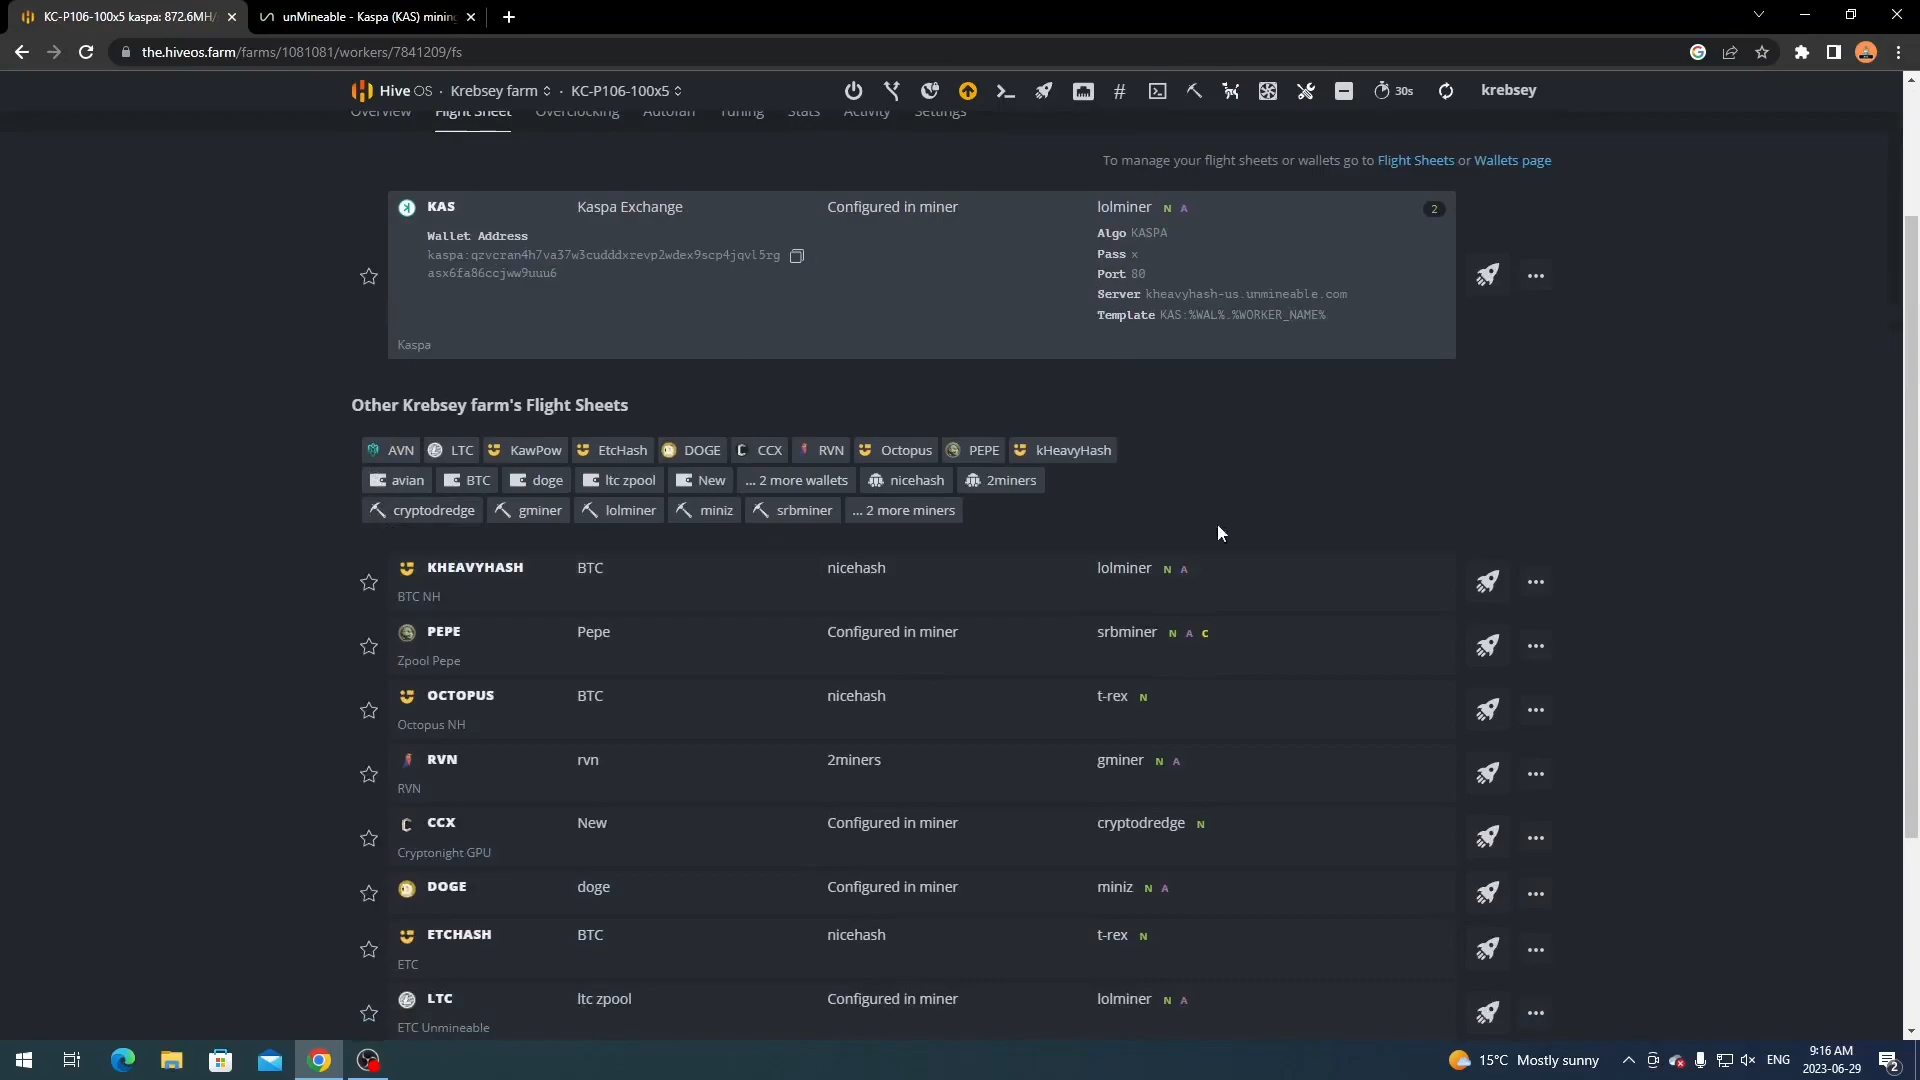 KC-P106-100x5 kaspa: 872.6MH/
unMineable - Kaspa (KAS) mining
the.hiveos.farm/farms/1081081/workers/7841209/fs
Hive OS · Krebsey farm · KC-P106-100x5
30s
krebsey
Overview Flight Sheet Overclocking Autofan Tuning Stats Activity Settings
To manage your flight sheets or wallets go to Flight Sheets or Wallets page
KAS Kaspa Exchange Configured in miner lolminer N A 2
Wallet Address
kaspa:qzvcran4h7va37w3cudddxrevp2wdex9scp4jqvl5rg
asx6fa86ccjww9uuu6
Algo KASPA
Pass x
Port 80
Server kheavyhash-us.unmineable.com
Template KAS:%WAL%.%WORKER_NAME%
Kaspa
Other Krebsey farm's Flight Sheets
AVN LTC KawPow EtcHash DOGE CCX RVN Octopus PEPE kHeavyHash
avian BTC doge ltc zpool New ... 2 more wallets nicehash 2miners
cryptodredge gminer lolminer miniz srbminer ... 2 more miners
KHEAVYHASH BTC nicehash lolminer N A
BTC NH
PEPE Pepe Configured in miner srbminer N A C
Zpool Pepe
OCTOPUS BTC nicehash t-rex N
Octopus NH
RVN rvn 2miners gminer N A
RVN
CCX New Configured in miner cryptodredge N
Cryptonight GPU
DOGE doge Configured in miner miniz N A
ETCHASH BTC nicehash t-rex N
ETC
LTC ltc zpool Configured in miner lolminer N A
ETC Unmineable
15°C Mostly sunny
ENG
9:16 AM
2023-06-29
2